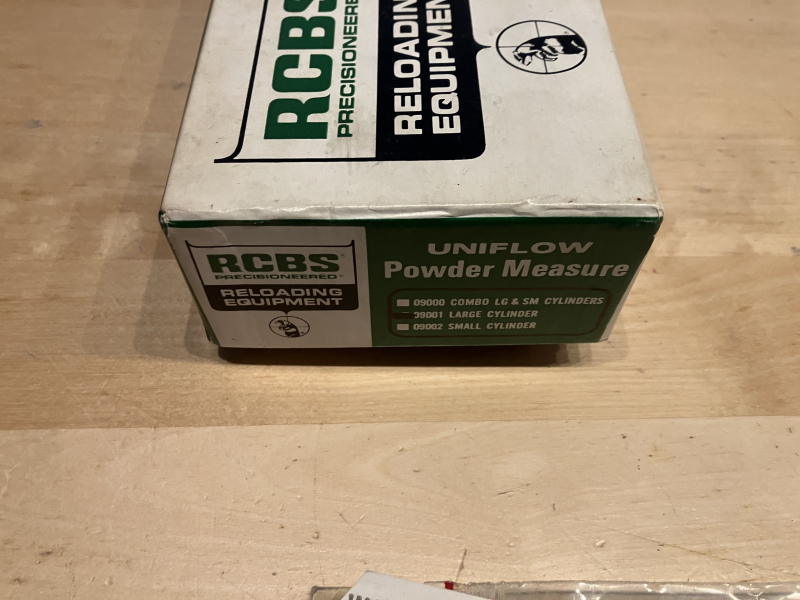 RCBS
PRECISIONEERE
RELOADING
EQUIPMEN
RCBS®
PRECISIONEERED®
RELOADING
EQUIPMENT
UNIFLOW
Powder Measure
09000 COMBO LG & SM CYLINDERS
09001 LARGE CYLINDER
09002 SMALL CYLINDER